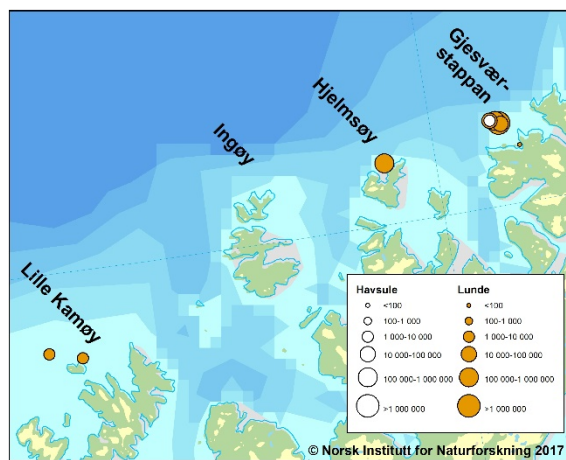 Gjesvær-
stappan
Hjelmsøy
Ingøy
Lille Kamøy
Havsule Lunde
<100 <100
100-1 000 100-1 000
1 000-10 000 1 000-10 000
10 000-100 000 10 000-100 000
100 000-1 000 000 100 000-1 000 000
>1 000 000 >1 000 000
© Norsk Institutt for Naturforskning 2017